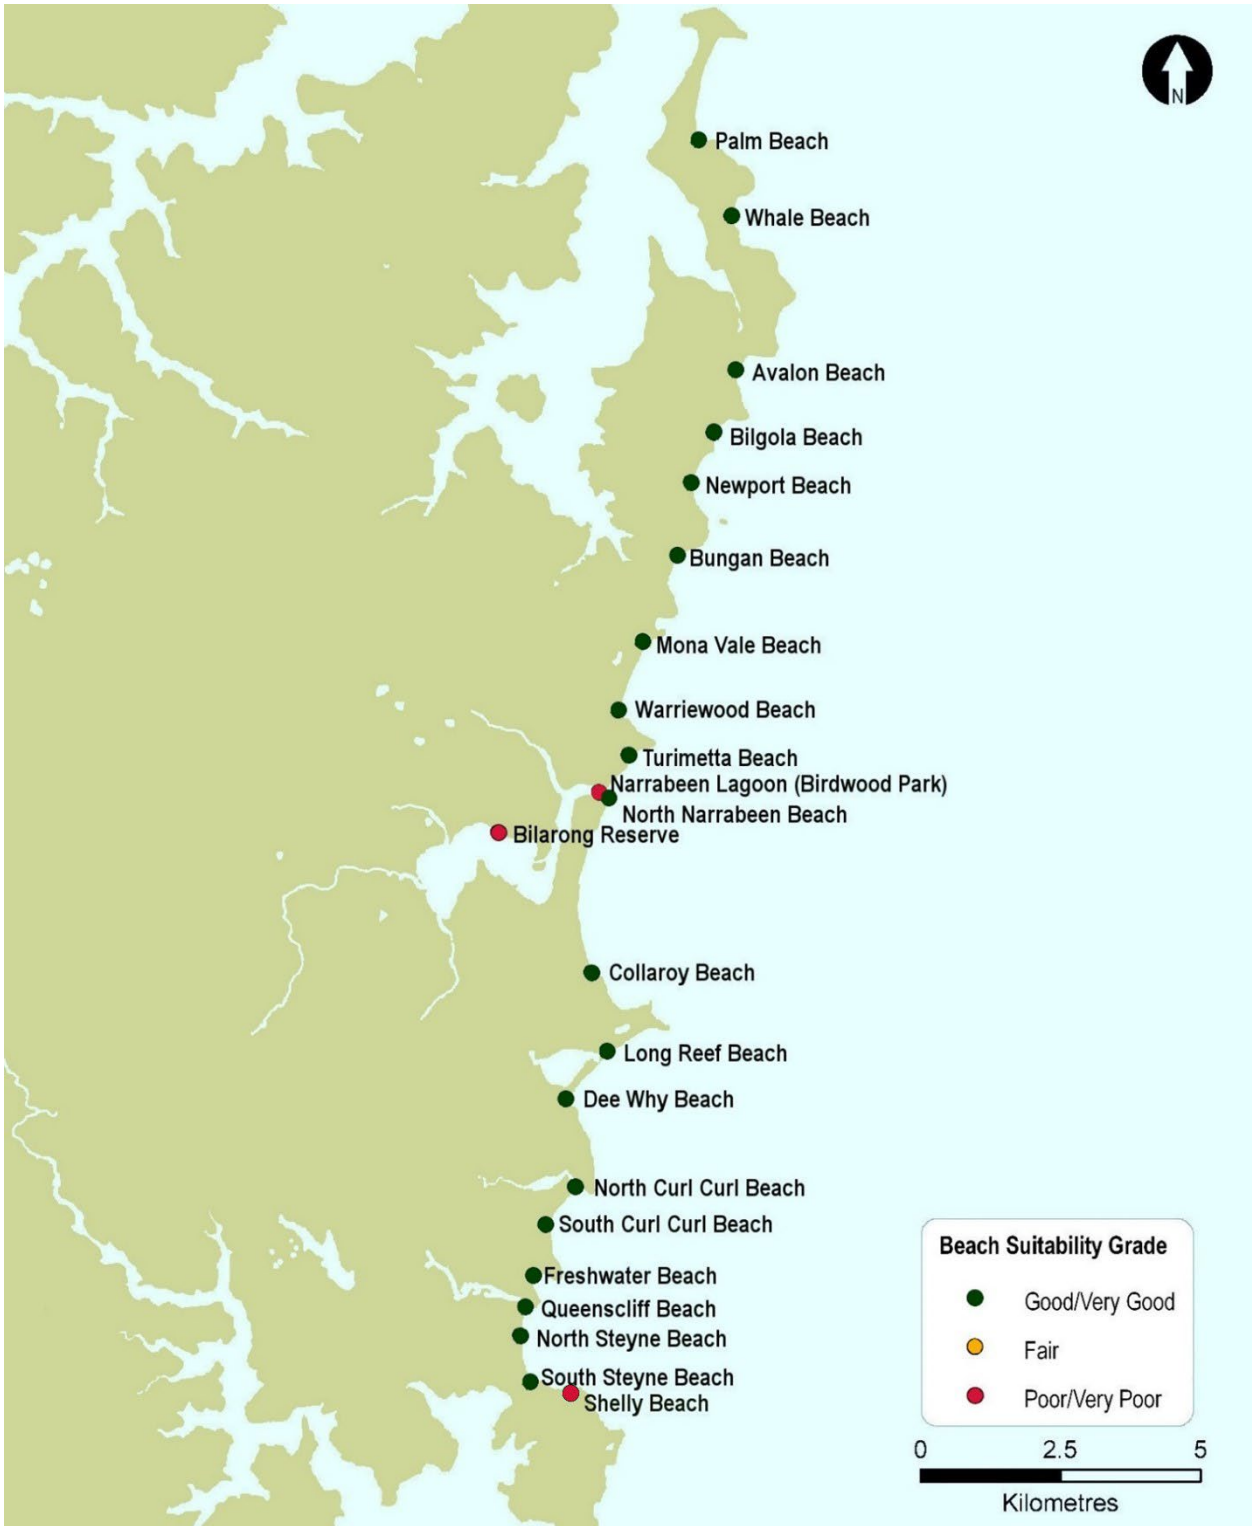 N
Palm Beach
Whale Beach
Avalon Beach
Bilgola Beach
Newport Beach
Bungan Beach
Mona Vale Beach
Warriewood Beach
Turimetta Beach
Narrabeen Lagoon (Birdwood Park)
North Narrabeen Beach
Bilarong Reserve
Collaroy Beach
Long Reef Beach
Dee Why Beach
North Curl Curl Beach
South Curl Curl Beach
Freshwater Beach
Queenscliff Beach
North Steyne Beach
South Steyne Beach
Shelly Beach
Beach Suitability Grade
Good/Very Good
Fair
Poor/Very Poor
0 2.5 5
Kilometres